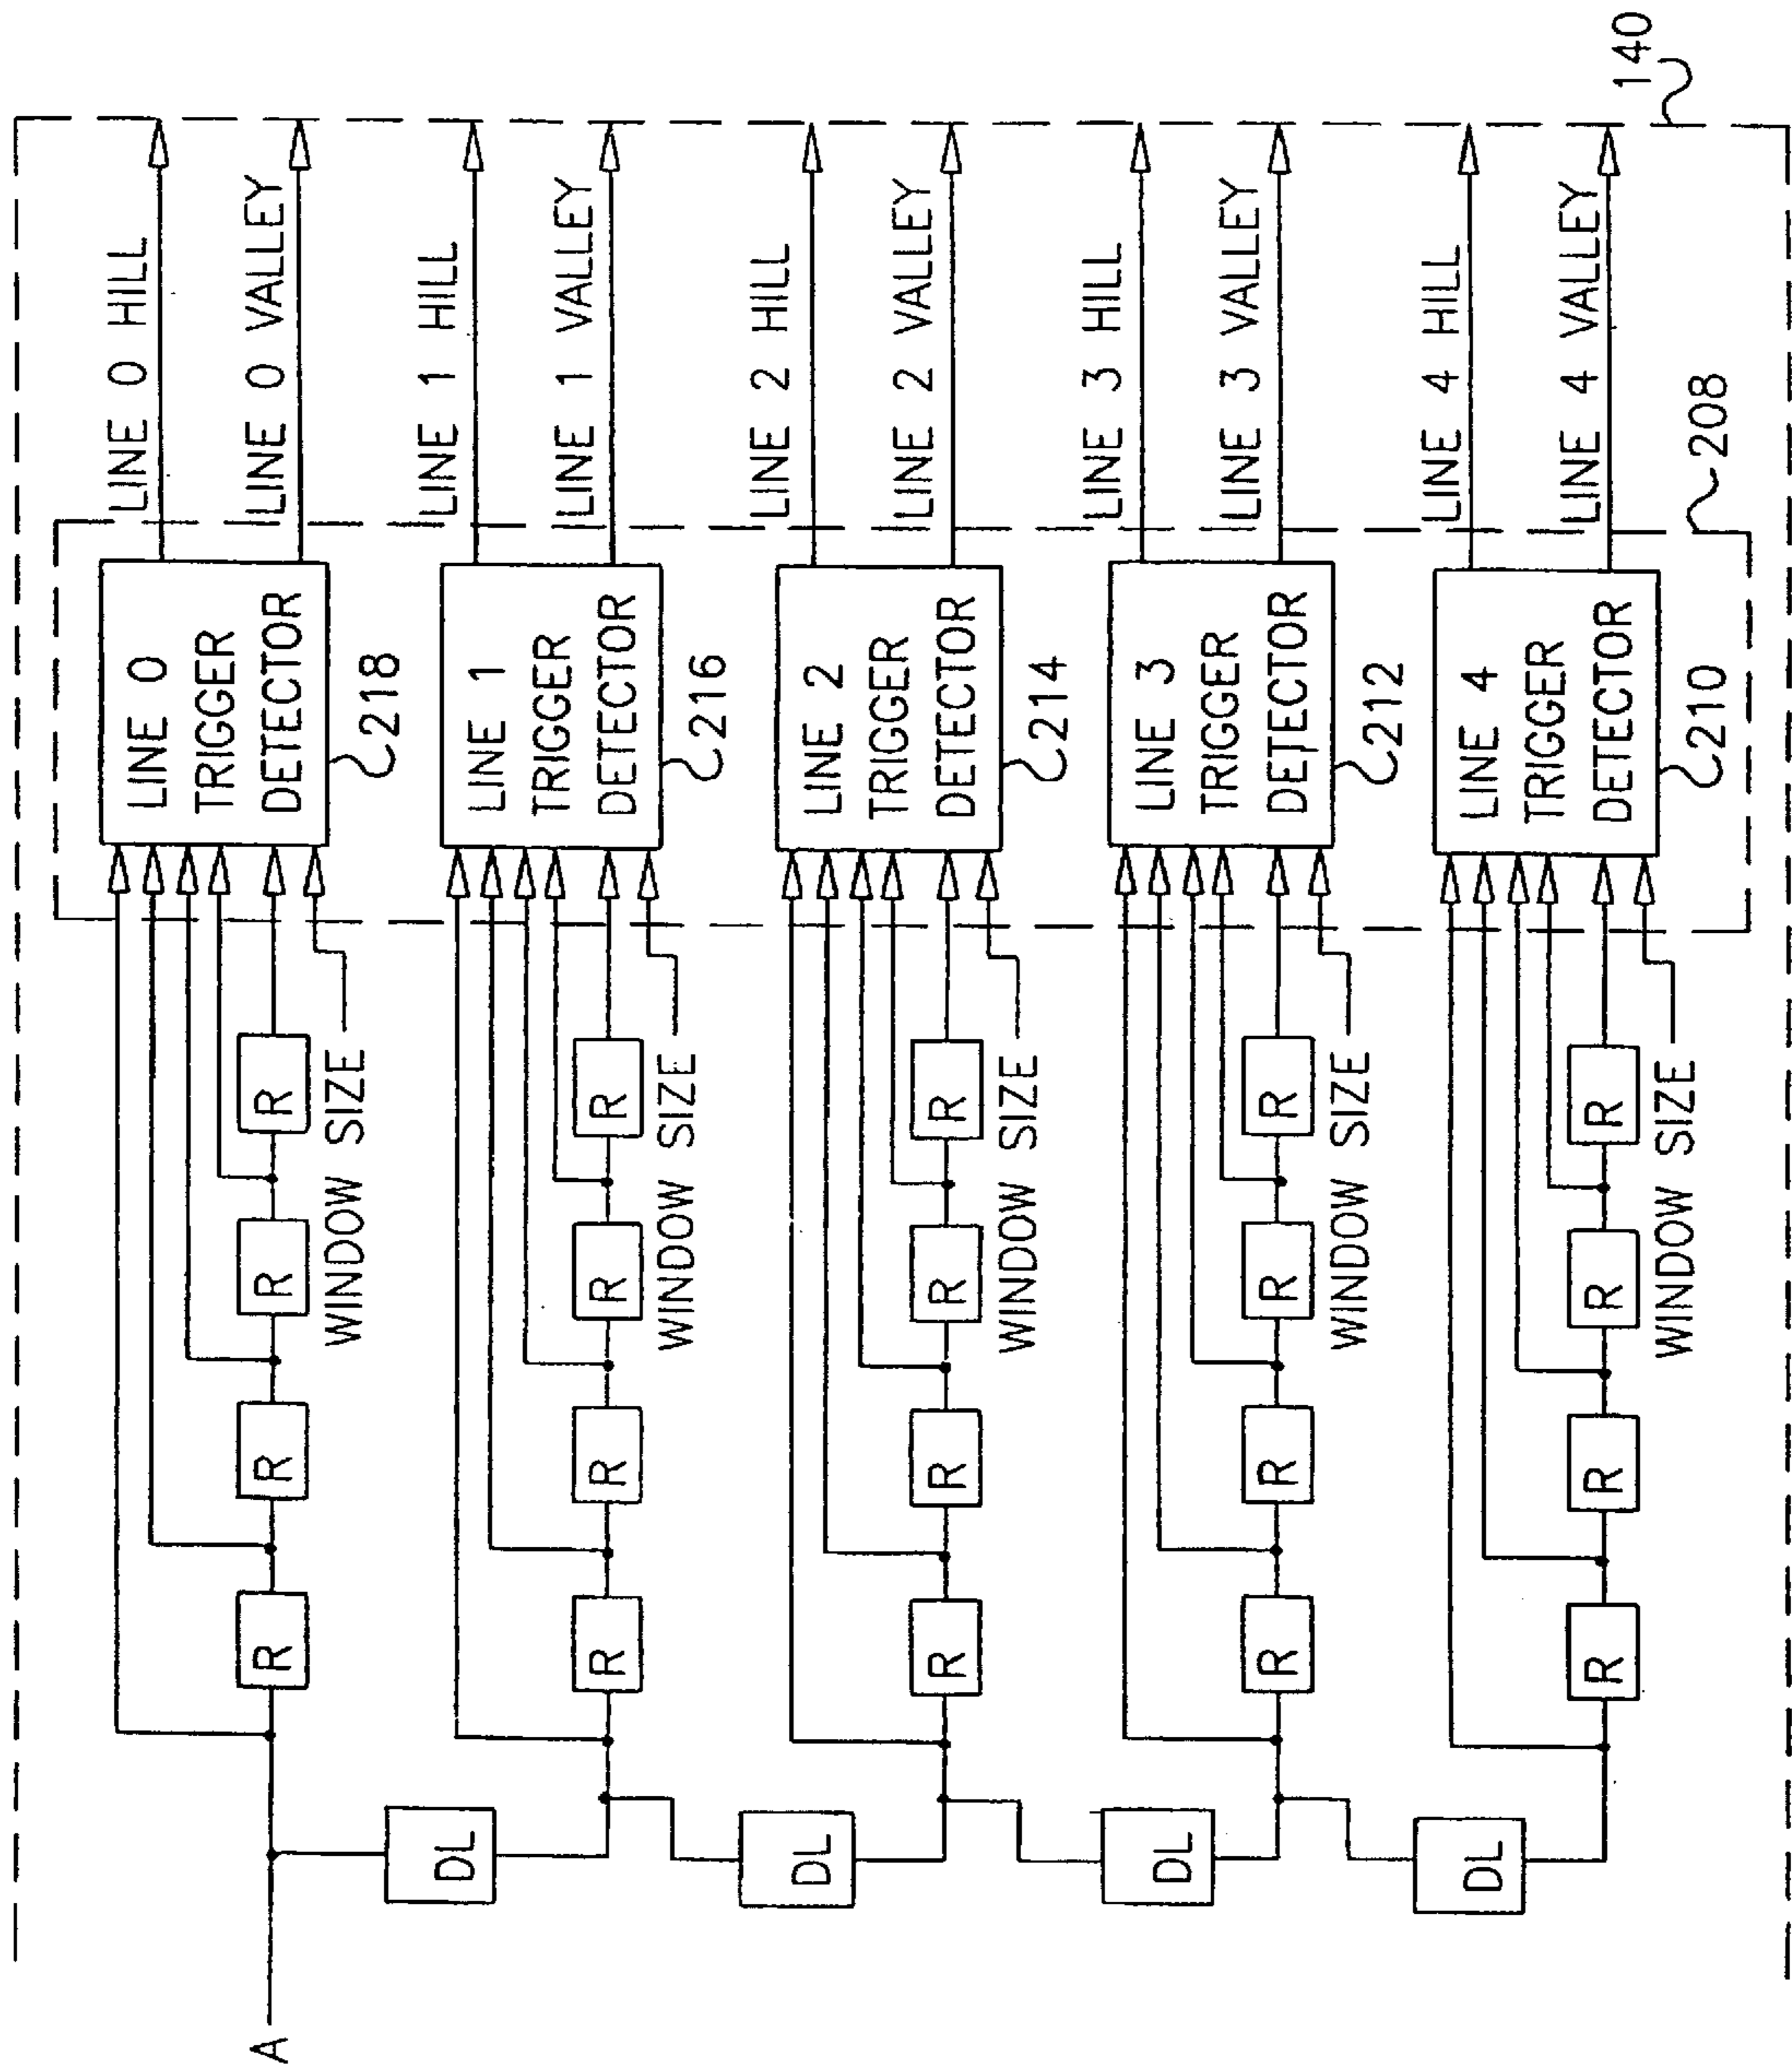 A
DL
DL
DL
DL
R
R
R
R
WINDOW SIZE
LINE 0
TRIGGER
DETECTOR
218
LINE 0 HILL
LINE 0 VALLEY
R
R
R
R
WINDOW SIZE
LINE 1
TRIGGER
DETECTOR
216
LINE 1 HILL
LINE 1 VALLEY
R
R
R
R
WINDOW SIZE
LINE 2
TRIGGER
DETECTOR
214
LINE 2 HILL
LINE 2 VALLEY
R
R
R
R
WINDOW SIZE
LINE 3
TRIGGER
DETECTOR
212
LINE 3 HILL
LINE 3 VALLEY
R
R
R
R
WINDOW SIZE
LINE 4
TRIGGER
DETECTOR
210
LINE 4 HILL
LINE 4 VALLEY
208
140